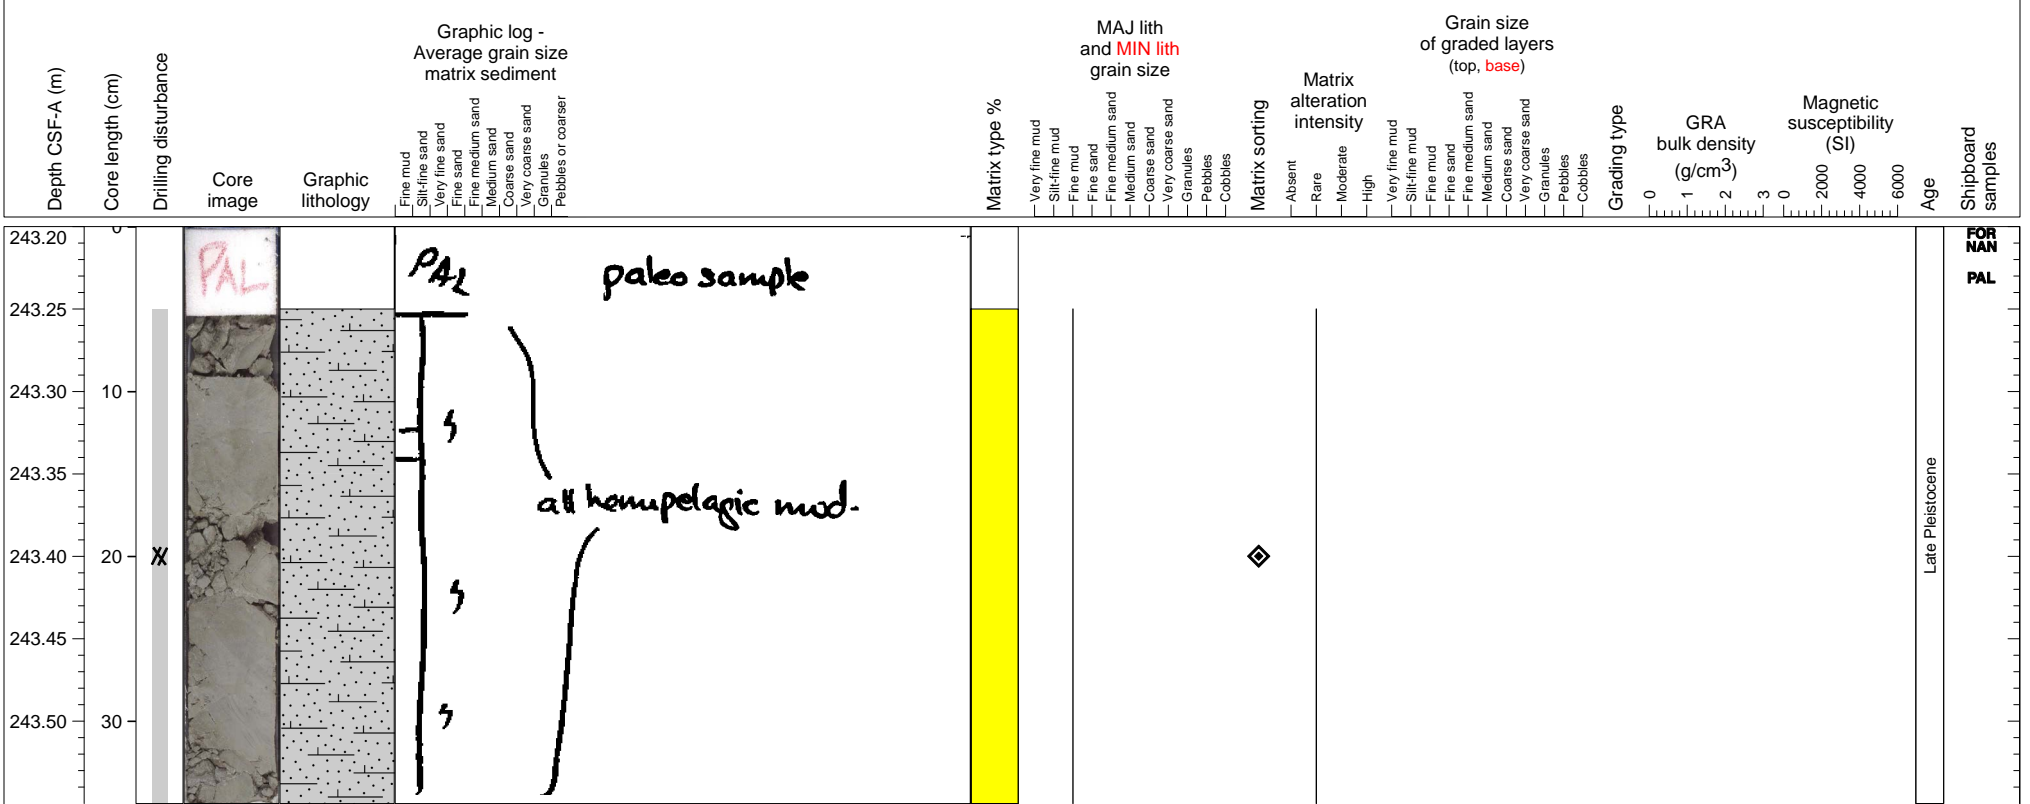 Depth CSF-A (m)
Core length (cm)
Drilling disturbance
Core
image
Graphic
lithology
Graphic log -
Average grain size
matrix sediment
Fine mud
Silt-fine sand
Very fine sand
Fine sand
Fine medium sand
Medium sand
Coarse sand
Very coarse sand
Granules
Pebbles or coarser
Matrix type %
MAJ lith
and MIN lith
grain size
Very fine mud
Silt-fine mud
Fine mud
Fine sand
Fine medium sand
Medium sand
Coarse sand
Very coarse sand
Granules
Pebbles
Cobbles
Matrix sorting
Matrix
alteration
intensity
Absent
Rare
Moderate
High
Grain size
of graded layers
(top, base)
Very fine mud
Silt-fine mud
Fine mud
Fine sand
Fine medium sand
Medium sand
Coarse sand
Very coarse sand
Granules
Pebbles
Cobbles
Grading type
GRA
bulk density
(g/cm3)
0 1 2 3
Magnetic
susceptibility
(SI)
0 2000 4000 6000
Age
Shipboard
samples
243.20
243.25
243.30
243.35
243.40
243.45
243.50
0
10
20
30
PAL
PAL
paleo sample
all hemipelagic mud.
Late Pleistocene
FOR
NAN
PAL